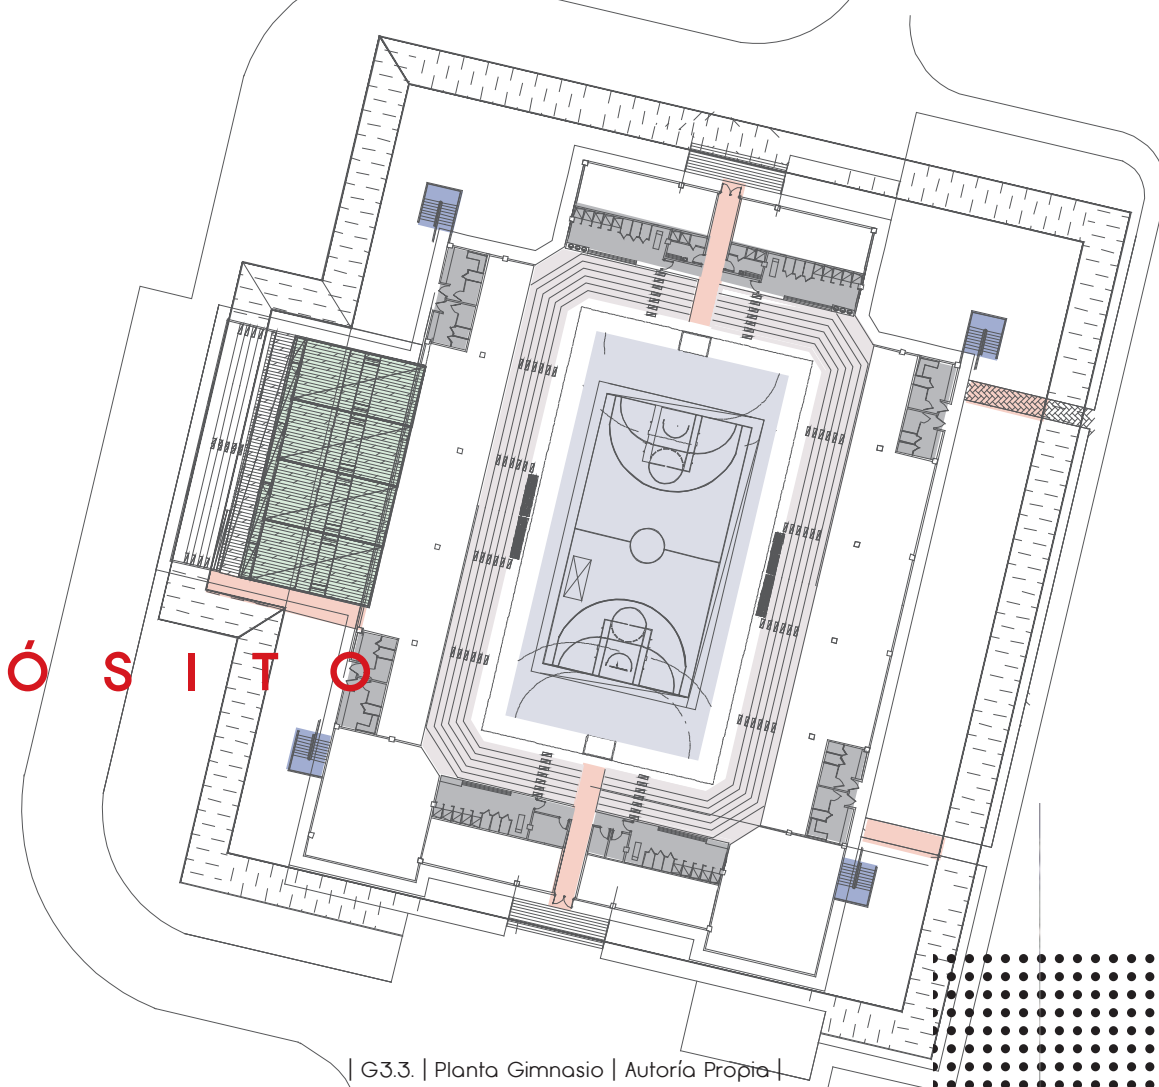 Ó S I T O
| G3.3. | Planta Gimnasio | Autoría Propia |